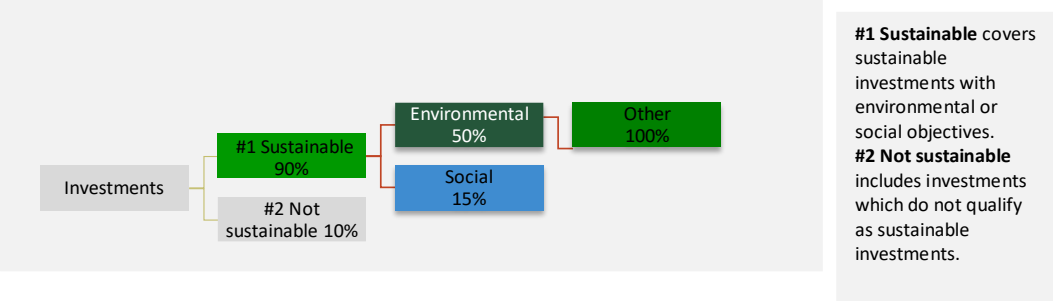 Investments
#1 Sustainable
90%
#2 Not
sustainable 10%
Environmental
50%
Social
15%
Other
100%
#1 Sustainable covers
sustainable
investments with
environmental or
social objectives.
#2 Not sustainable
includes investments
which do not qualify
as sustainable
investments.